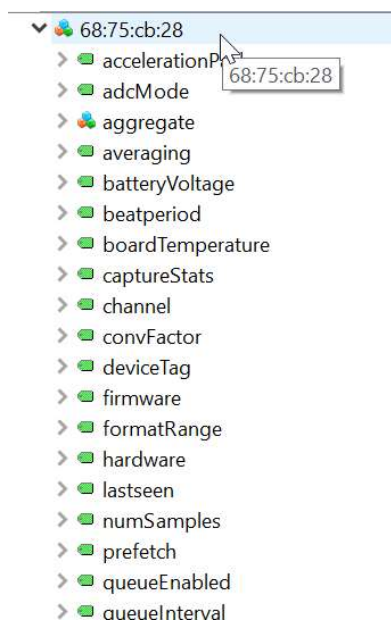 68:75:cb:28
68:75:cb:28
adcMode
aggregate
averaging
batteryVoltage
beatperiod
boardTemperature
captureStats
channel
convFactor
deviceTag
firmware
formatRange
hardware
lastseen
numSamples
prefetch
queueEnabled
queueInterval